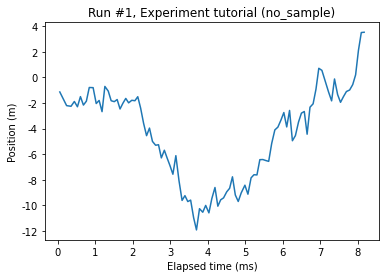 Run #1, Experiment tutorial (no_sample)
Position (m)
4
2
0
-2
-4
-6
-8
-10
-12
0 1 2 3 4 5 6 7 8
Elapsed time (ms)